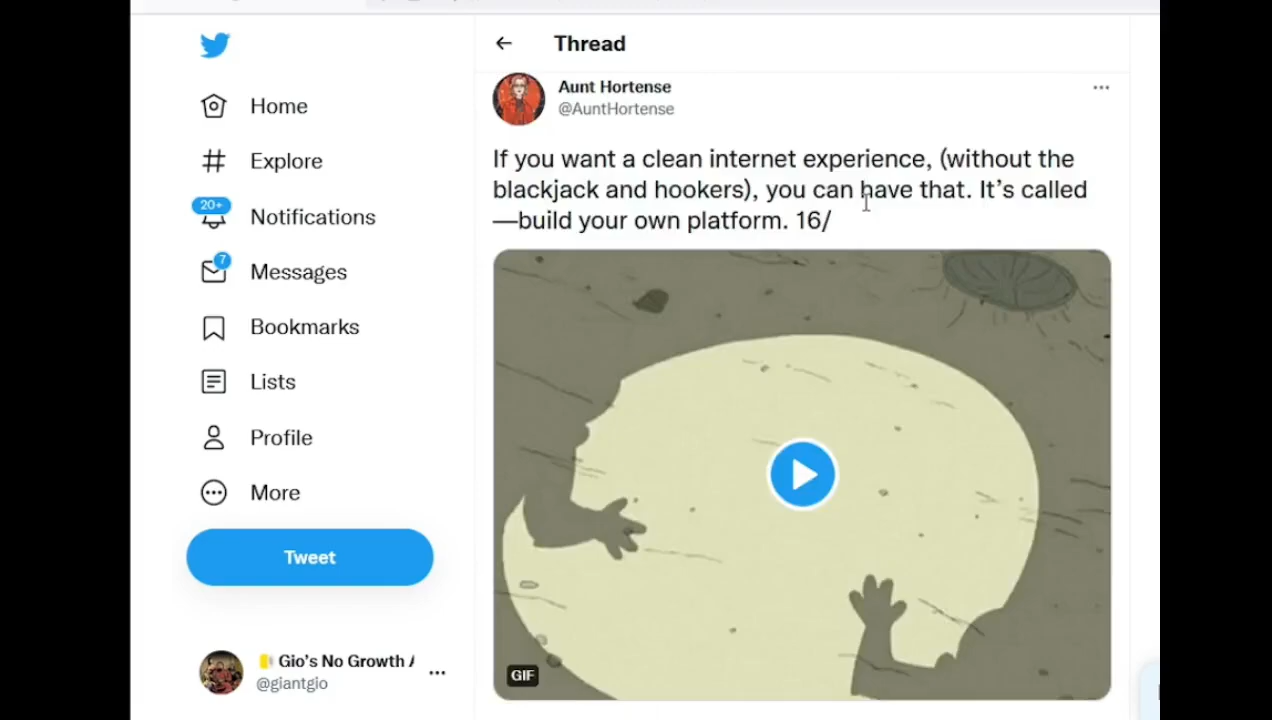 Thread
Aunt Hortense
@AuntHortense
If you want a clean internet experience, (without the
blackjack and hookers), you can have that. It’s called
—build your own platform. 16/
GIF
Home
Explore
20+
Notifications
7
Messages
Bookmarks
Lists
Profile
More
Tweet
Gio’s No Growth
@giantgio